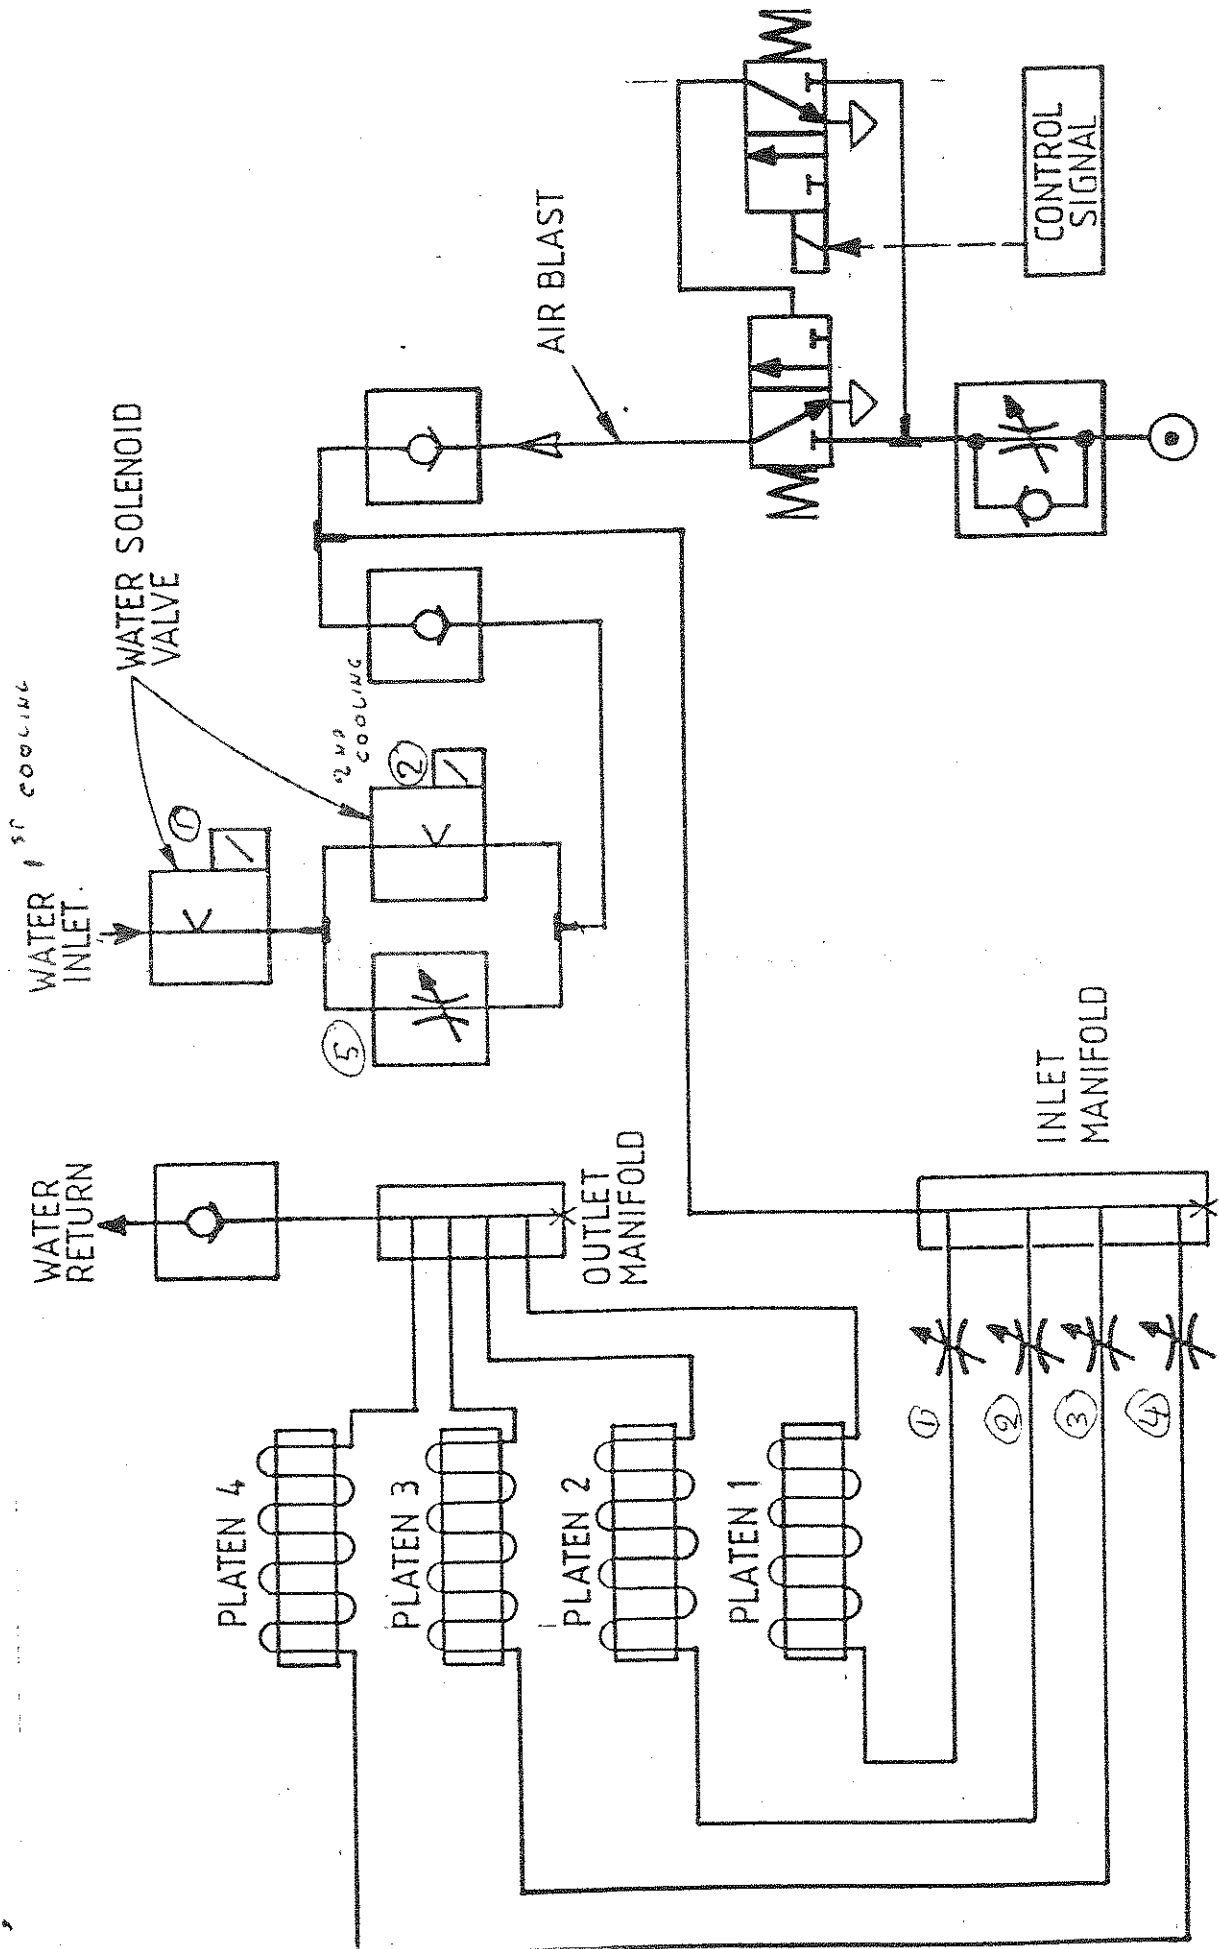 WATER
INLET.
1ST COOLING
WATER SOLENOID
VALVE
①
2ND
COOLING
②
⑤
AIR BLAST
CONTROL
SIGNAL
WATER
RETURN
OUTLET
MANIFOLD
INLET
MANIFOLD
PLATEN 4
PLATEN 3
PLATEN 2
PLATEN 1
①
②
③
④